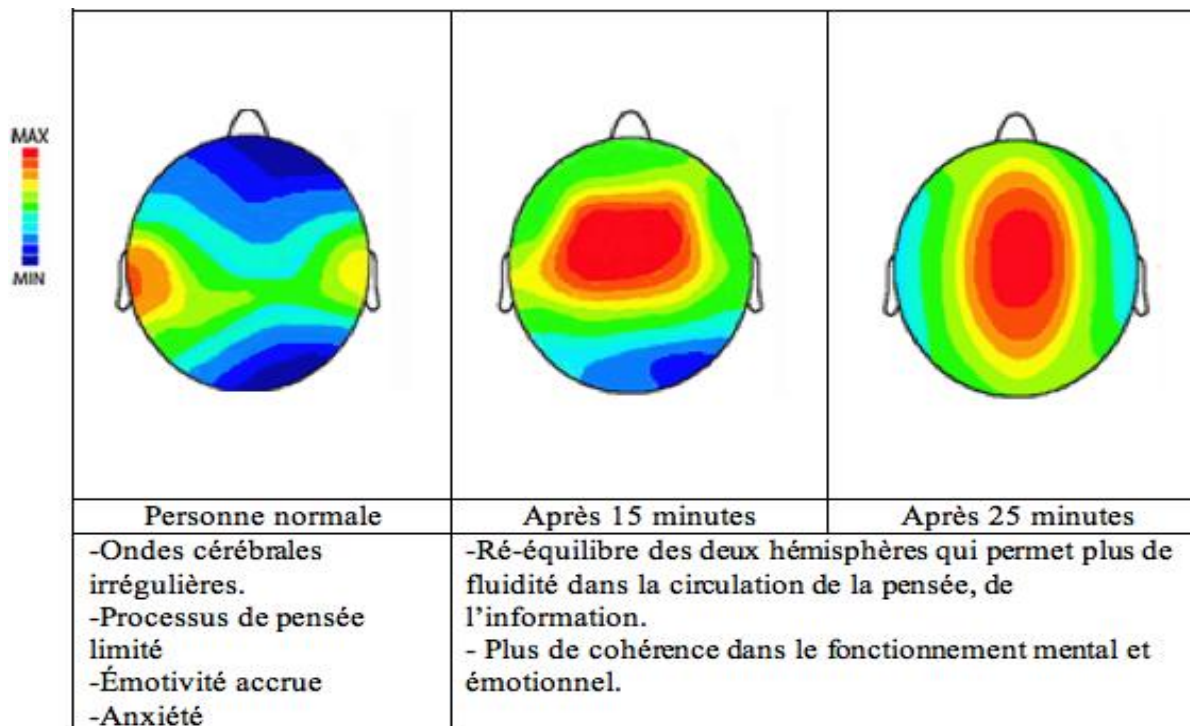 MAX
MIN
Personne normale
Après 15 minutes
Après 25 minutes
-Ondes cérébrales
irrégulières.
-Processus de pensée
limité
-Émotivité accrue
-Anxiété
-Ré-équilibre des deux hémisphères qui permet plus de
fluidité dans la circulation de la pensée, de
l’information.
- Plus de cohérence dans le fonctionnement mental et
émotionnel.